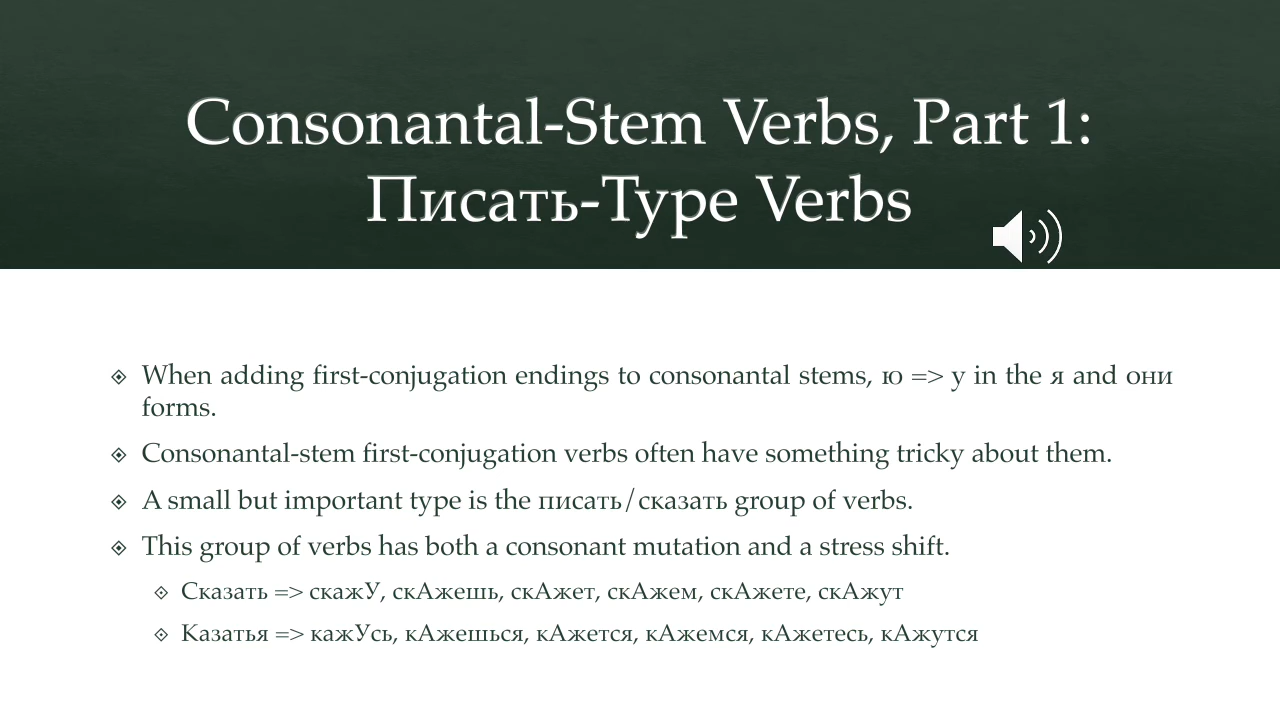 Consonantal-Stem Verbs, Part 1:
Писать-Type Verbs
When adding first-conjugation endings to consonantal stems, ю => у in the я and они
forms.
Consonantal-stem first-conjugation verbs often have something tricky about them.
A small but important type is the писать/сказать group of verbs.
This group of verbs has both a consonant mutation and a stress shift.
Сказать => скажУ, скАжешь, скАжет, скАжем, скАжете, скАжут
Казатья => кажУсь, кАжешься, кАжется, кАжемся, кАжетесь, кАжутся